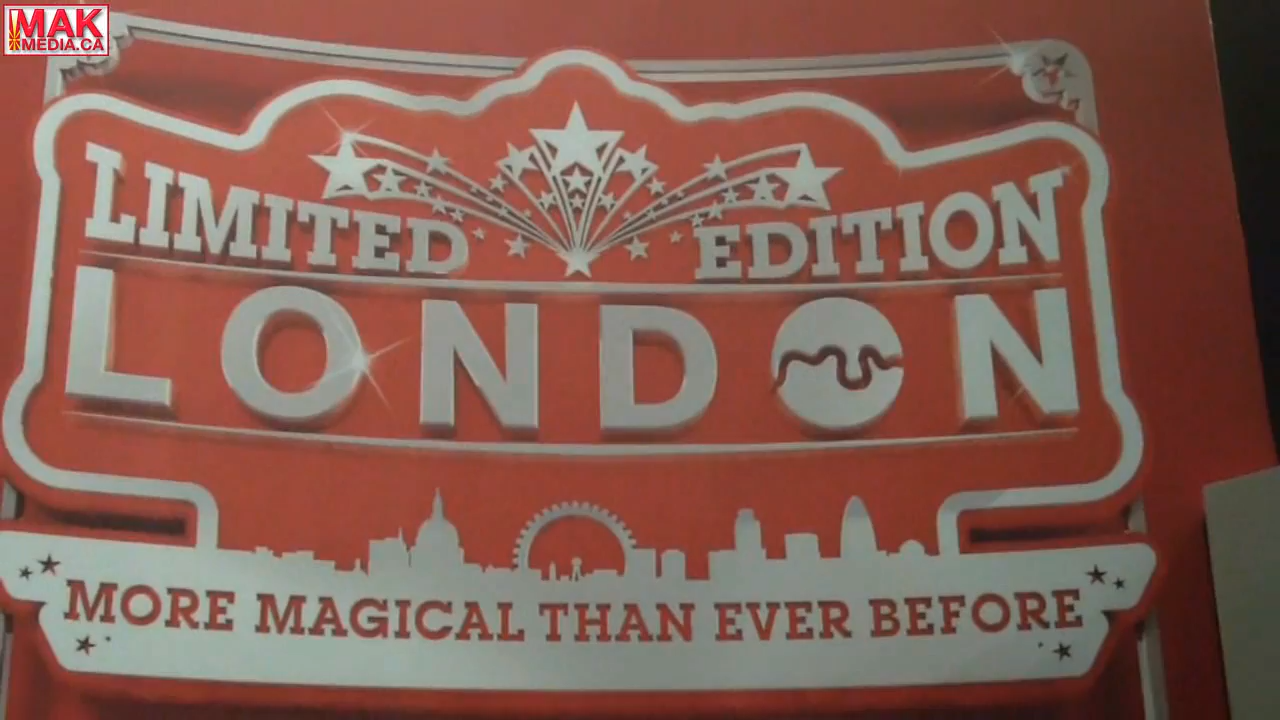 MAK
MEDIA.CA
LIMITED EDITION
LONDON
MORE MAGICAL THAN EVER BEFORE